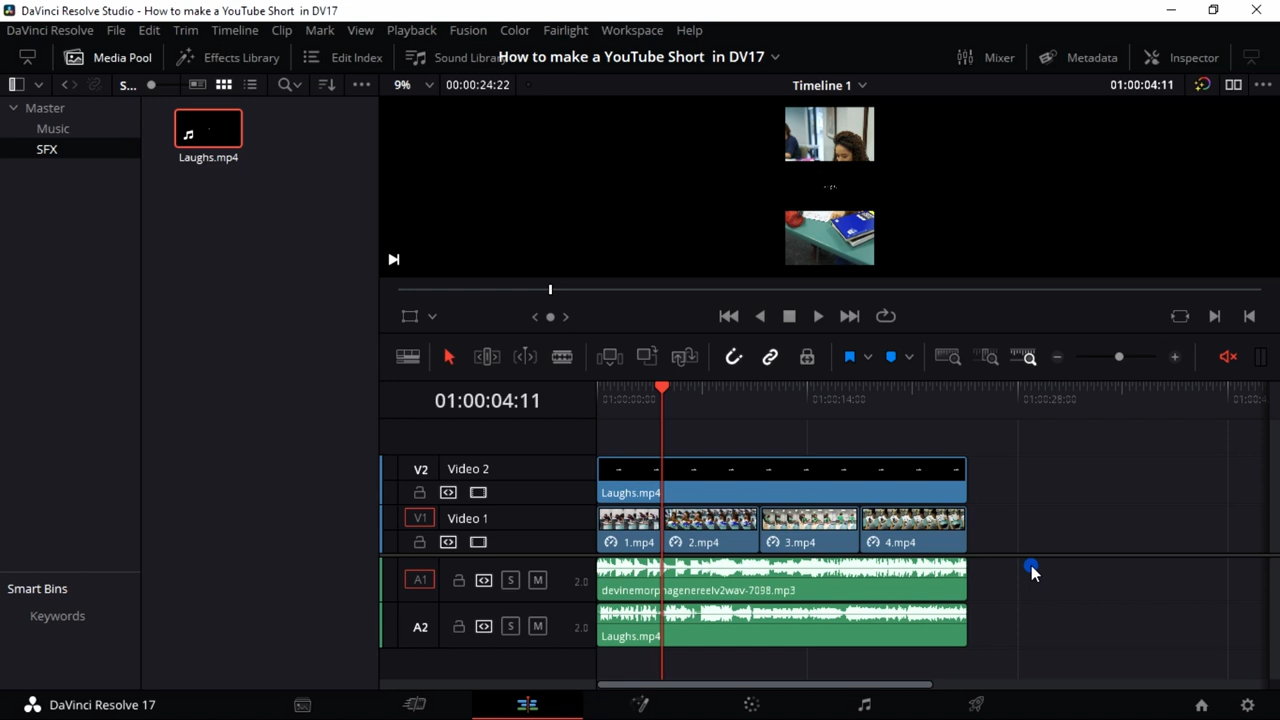 DaVinci Resolve Studio - How to make a YouTube Short in DV17
DaVinci Resolve File Edit Trim Timeline Clip Mark View Playback Fusion Color Fairlight Workspace Help
Media Pool Effects Library Edit Index Sound Library How to make a YouTube Short in DV17 Mixer Metadata Inspector
S... 9% 00:00:24:22 Timeline 1 01:00:04:11
Master
Music
SFX
Laughs.mp4
01:00:04:11 01:00:00:00 01:00:14:00 01:00:28:00
V2 Video 2
Laughs.mp4
V1 Video 1
1.mp4 2.mp4 3.mp4 4.mp4
A1 S M 2.0
devinemorphagenereelv2wav-7098.mp3
A2 S M 2.0
Laughs.mp4
Smart Bins
Keywords
DaVinci Resolve 17